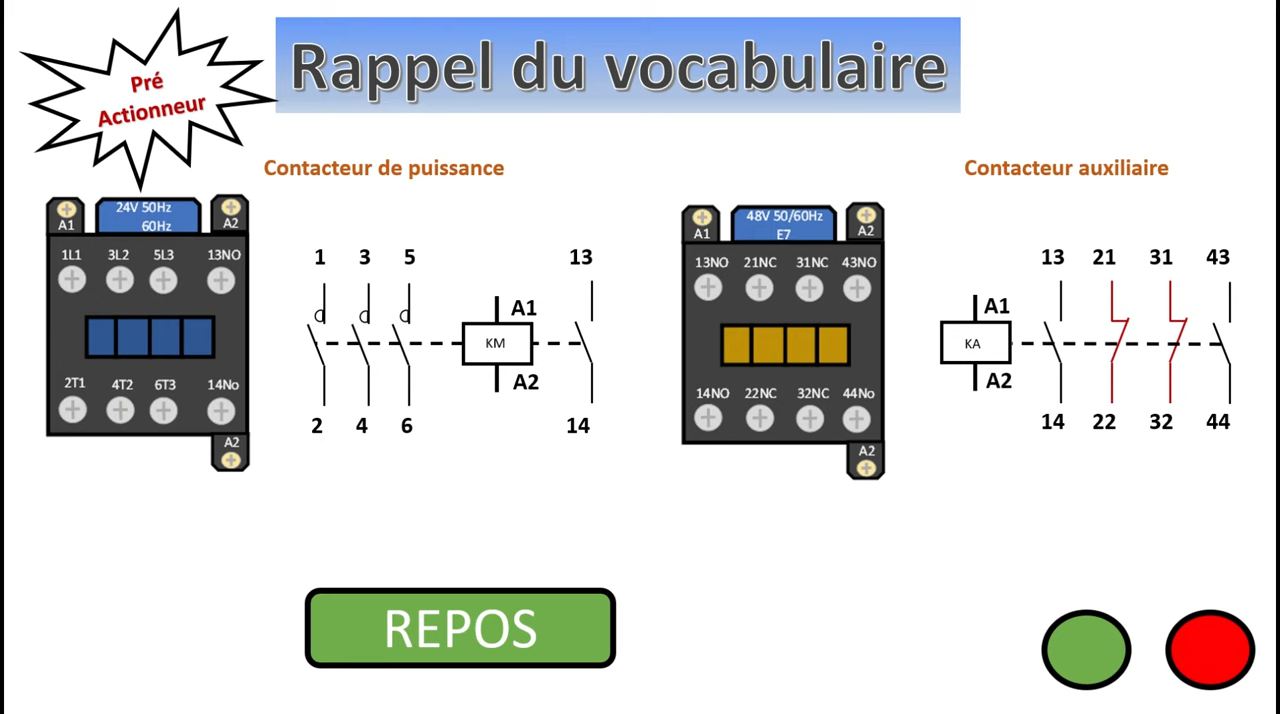 Rappel du vocabulaire
Pré
Actionneur
Contacteur de puissance
Contacteur auxiliaire
A1
24V 50Hz
60Hz
A2
1L1 3L2 5L3 13NO
2T1 4T2 6T3 14No
A2
1 3 5 13
A1
KM
A2
2 4 6 14
A1
48V 50/60Hz
E7
A2
13NO 21NC 31NC 43NO
14NO 22NC 32NC 44No
A2
13 21 31 43
A1
KA
A2
14 22 32 44
REPOS